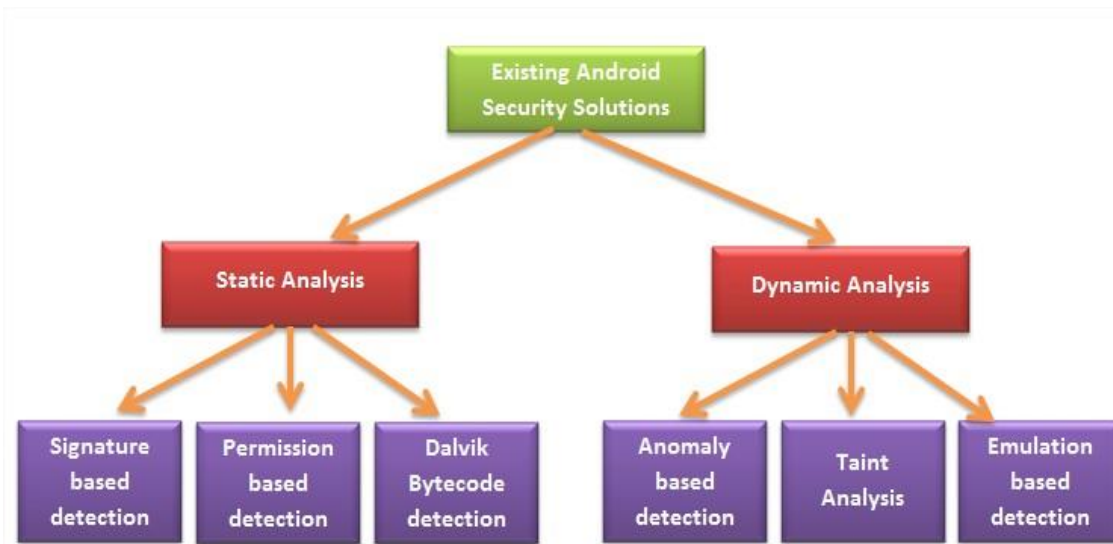 Existing Android
Security Solutions
Static Analysis
Dynamic Analysis
Signature
based
detection
Permission
based
detection
Dalvik
Bytecode
detection
Anomaly
based
detection
Taint
Analysis
Emulation
based
detection